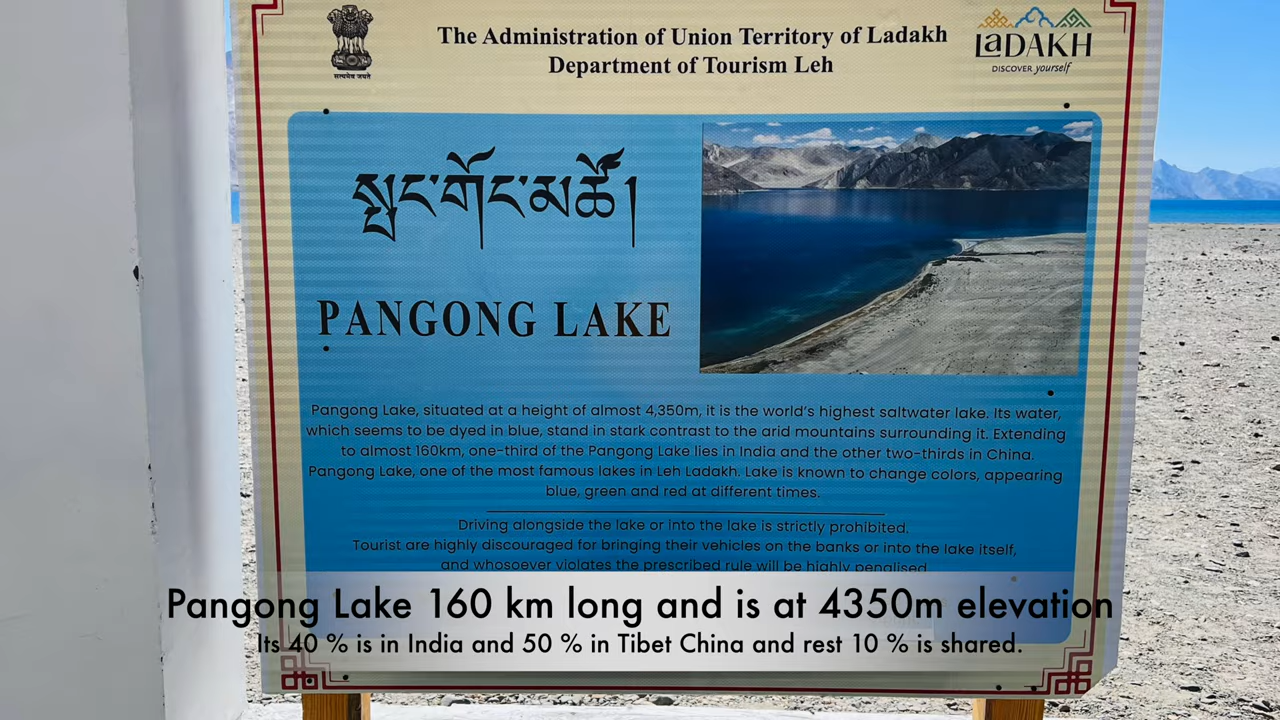 सत्यमेव जयते
The Administration of Union Territory of Ladakh
Department of Tourism Leh
LaDAKH
DISCOVER yourself
སྤང་གོང་མཚོ།
PANGONG LAKE
Pangong Lake, situated at a height of almost 4,350m, it is the world's highest saltwater lake. Its water,
which seems to be dyed in blue, stand in stark contrast to the arid mountains surrounding it. Extending
to almost 160km, one-third of the Pangong Lake lies in India and the other two-thirds in China.
Pangong Lake, one of the most famous lakes in Leh Ladakh. Lake is known to change colors, appearing
blue, green and red at different times.
Driving alongside the lake or into the lake is strictly prohibited.
Tourist are highly discouraged for bringing their vehicles on the banks or into the lake itself,
and whosoever violates the prescribed rule will be highly penalised.
Pangong Lake 160 km long and is at 4350m elevation
Its 40 % is in India and 50 % in Tibet China and rest 10 % is shared.